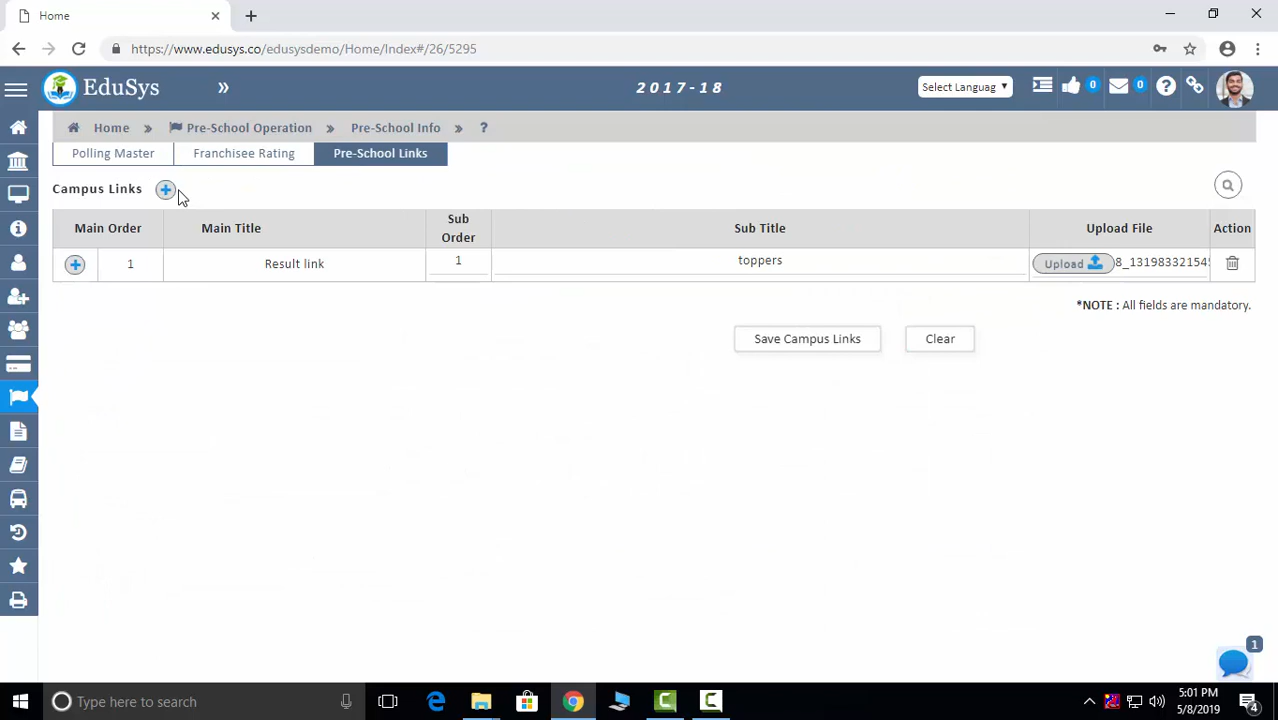 Home
https://www.edusys.co/edusysdemo/Home/Index#/26/5295
EduSys
2017-18
Select Languag
0
0
Home » Pre-School Operation » Pre-School Info » ?
Polling Master
Franchisee Rating
Pre-School Links
Campus Links
Main Order
Main Title
Sub Order
Sub Title
Upload File
Action
1
Result link
1
toppers
Upload
8_1319833215
*NOTE : All fields are mandatory.
Save Campus Links
Clear
1
Type here to search
5:01 PM
5/8/2019
4